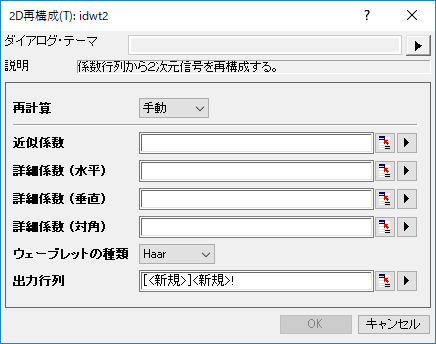 2D再構成(T): idwt2
ダイアログ・テーマ
説明 係数行列から2次元信号を再構成する。
再計算 手動
近似係数
詳細係数 (水平)
詳細係数 (垂直)
詳細係数 (対角)
ウェーブレットの種類 Haar
出力行列 [<新規>]<新規>!
OK キャンセル